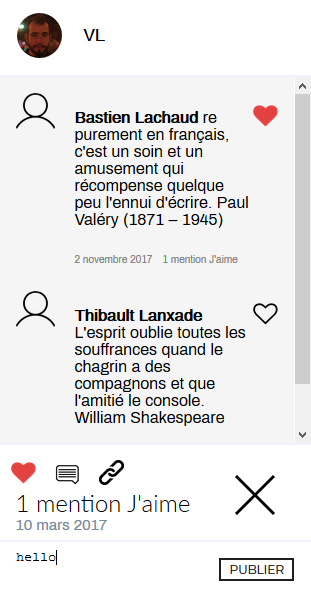 VL
Bastien Lachaud re
purement en français,
c'est un soin et un
amusement qui
récompense quelque
peu l'ennui d'écrire. Paul
Valéry (1871 – 1945)
2 novembre 2017 1 mention J'aime
Thibault Lanxade
L'esprit oublie toutes les
souffrances quand le
chagrin a des
compagnons et que
l'amitié le console.
William Shakespeare
1 mention J'aime
10 mars 2017
hello
PUBLIER